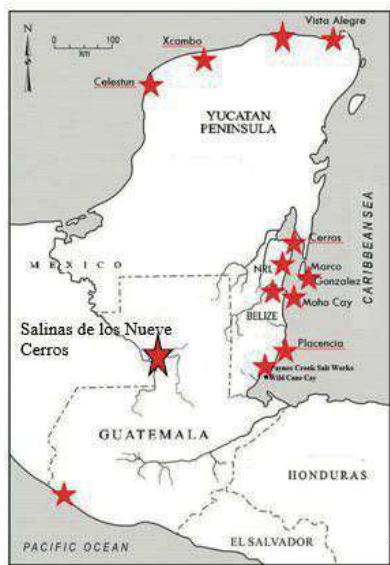 0
100
km
N
Vista Alegre
Xcambo
Celestun
YUCATAN
PENINSULA
CARIBBEAN SEA
Cerros
MEXICO
NRL
Marco
Gonzalez
Salinas de los Nueve
Cerros
BELIZE
Moho Cay
Placencia
Paynes Creek Salt Works
Wild Cane Cay
GUATEMALA
HONDURAS
EL SALVADOR
PACIFIC OCEAN